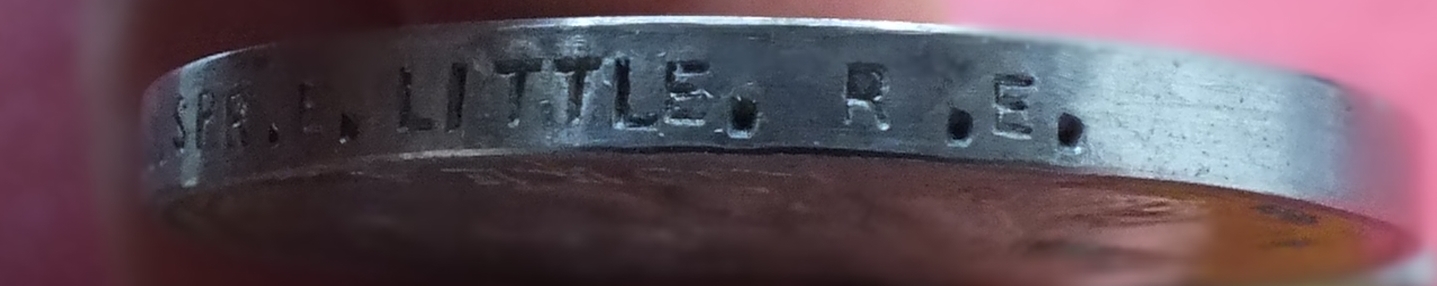 SPR. E. LITTLE. R.E.